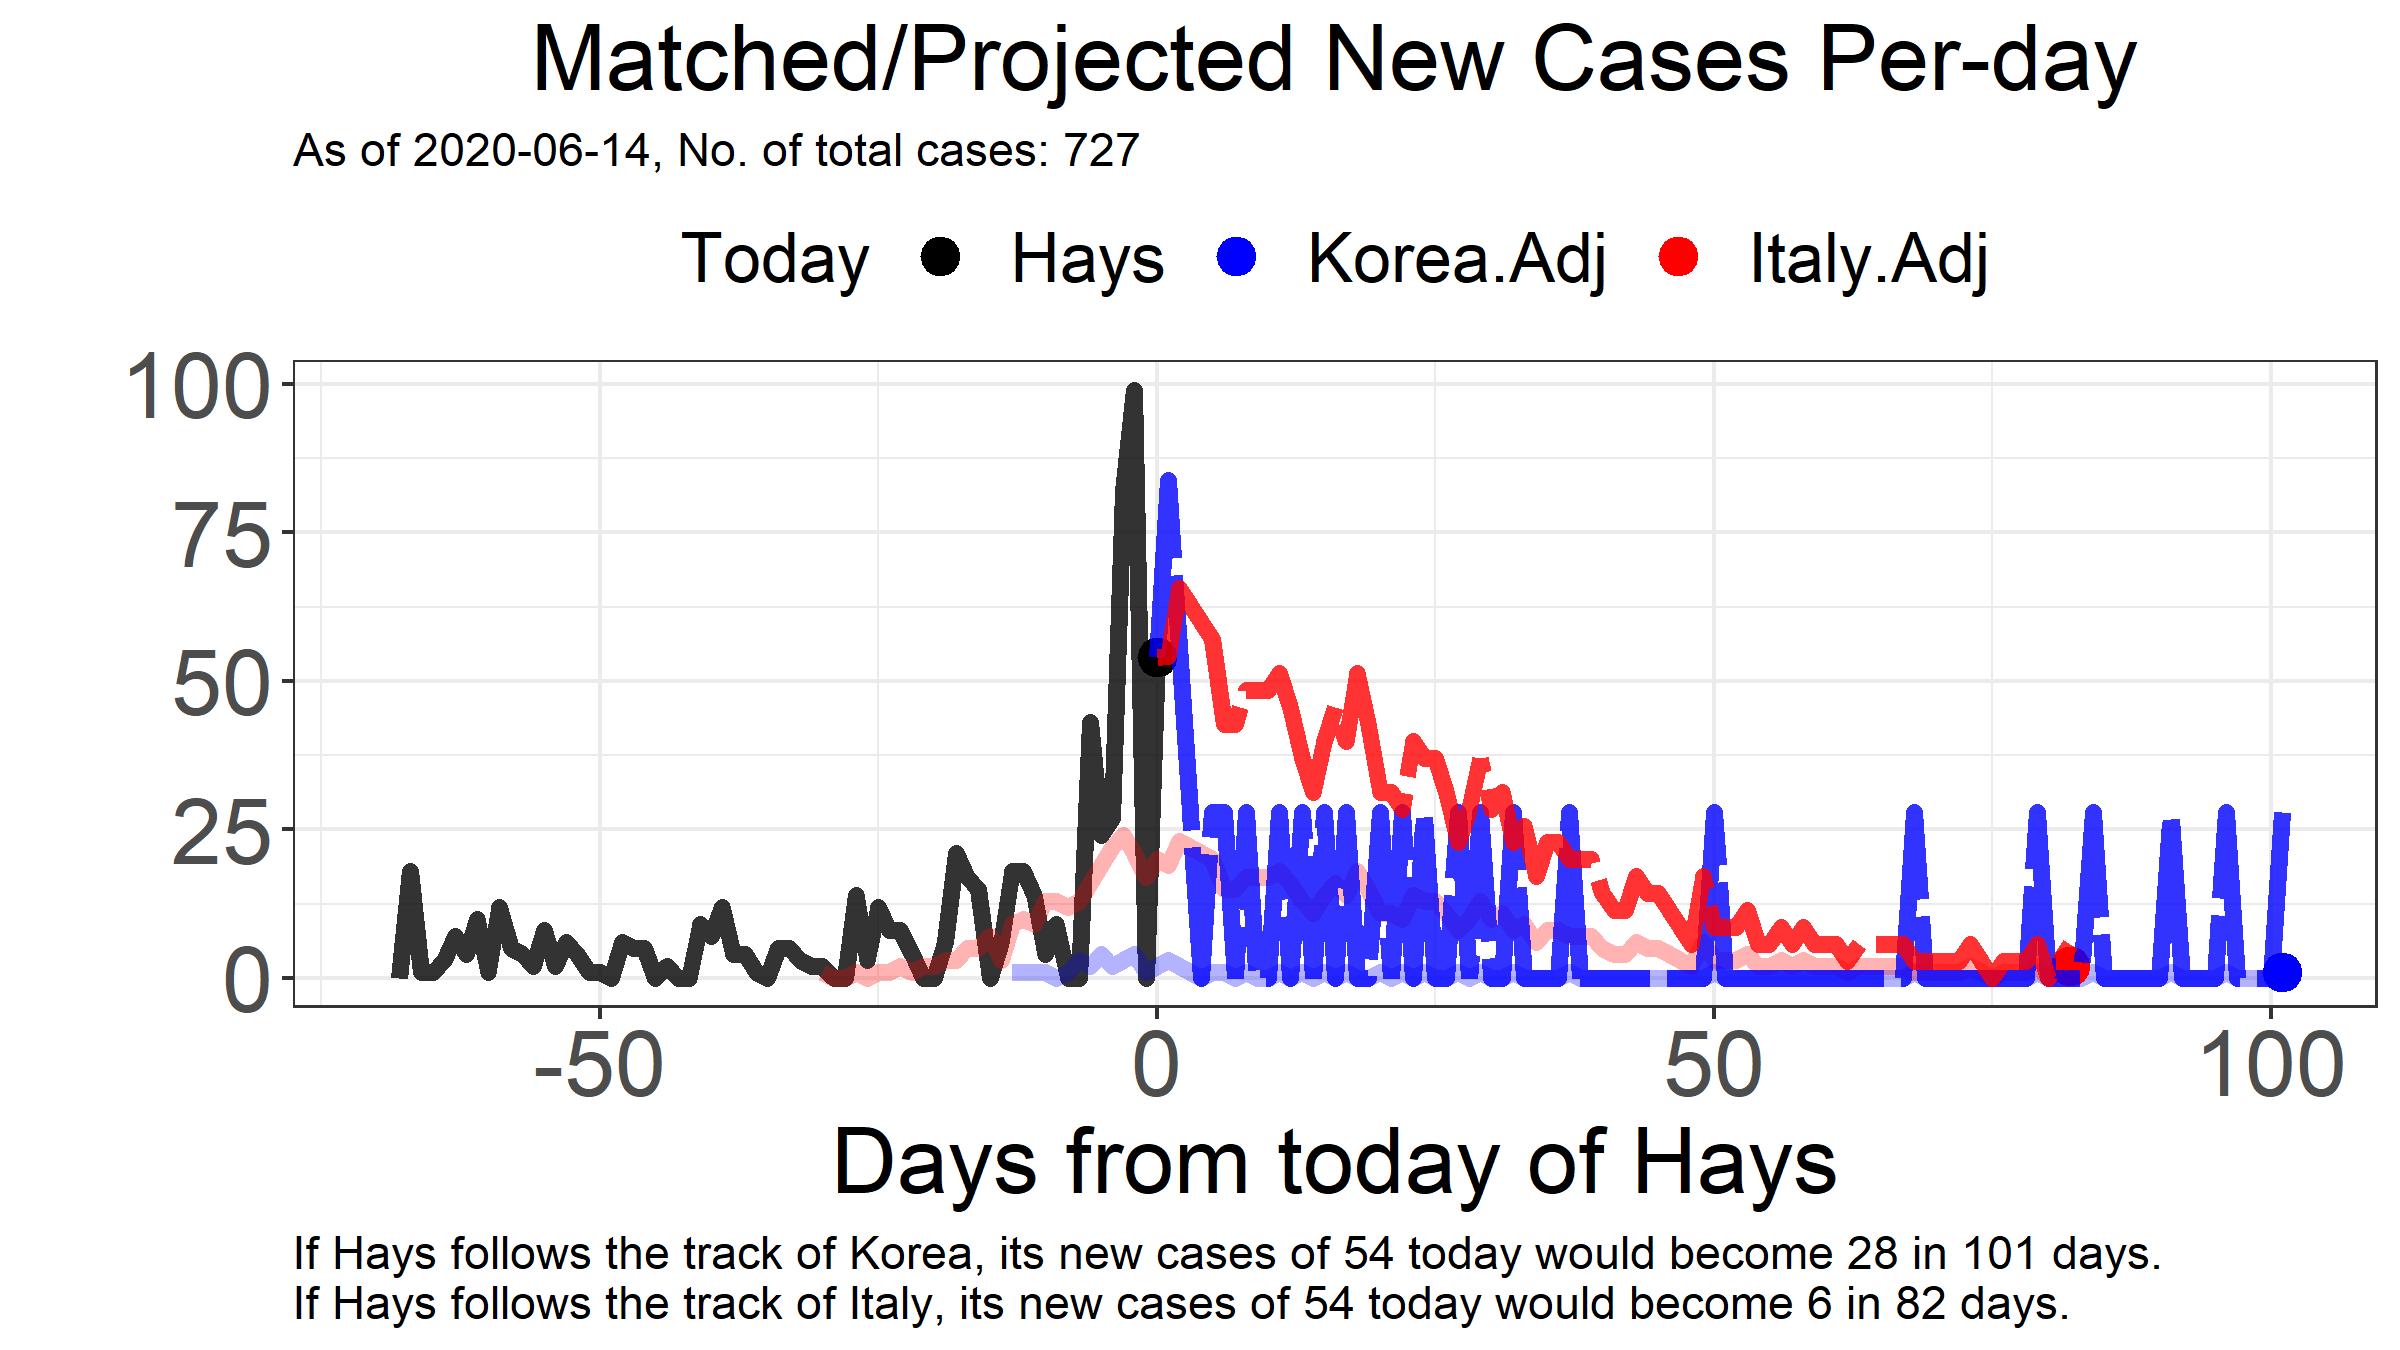 Matched/Projected New Cases Per-day
As of 2020-06-14, No. of total cases: 727
Today Hays Korea.Adj Italy.Adj
100
75
50
25
0
-50 0 50 100
Days from today of Hays
If Hays follows the track of Korea, its new cases of 54 today would become 28 in 101 days.
If Hays follows the track of Italy, its new cases of 54 today would become 6 in 82 days.